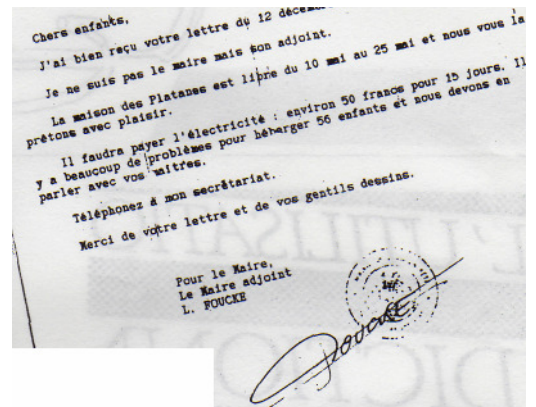 Chers enfants,
J'ai bien reçu votre lettre du 12
Je ne suis pas le maire mais son adjoint.
La maison des Platanes est libre du 10 mai au 25 mai et nous vous la
prêtons avec plaisir.
Il faudra payer l'électricité : environ 50 francs pour 15 jours. Il
y a beaucoup de problèmes pour héberger 56 enfants et nous devons en
parler avec vos maîtres.
Téléphonez à mon secrétariat.
Merci de votre lettre et de vos gentils dessins.
Pour le Maire,
Le Maire adjoint
L. FOUCKE
FOUCKE
L'UTILISATIO
DICTIONN